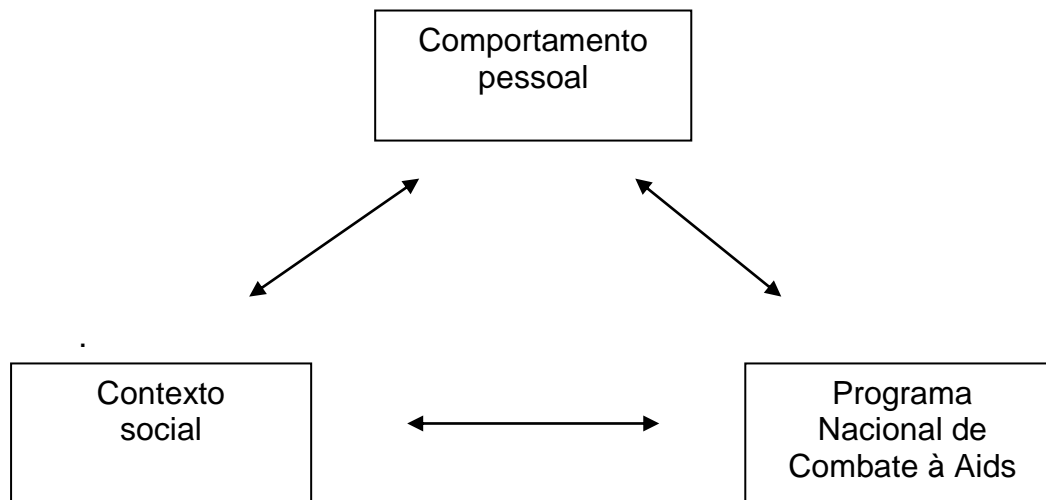 Comportamento
pessoal
.
Contexto
social
Programa
Nacional de
Combate à Aids